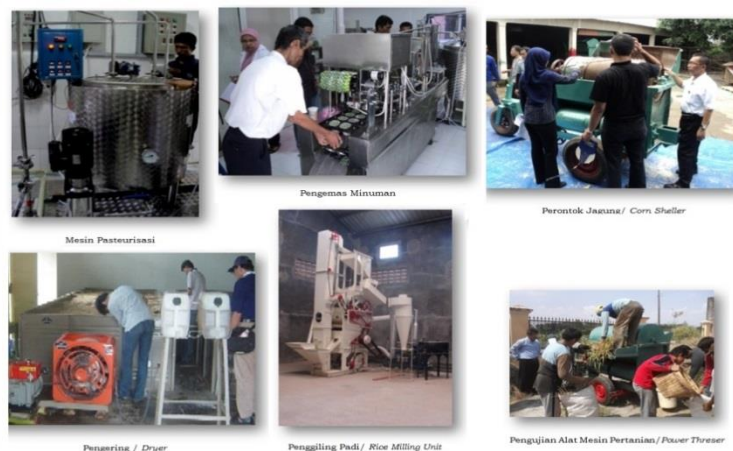 Pengemas Minuman
Perontok Jagung/ Corn Sheller
Mesin Pasteurisasi
Pengering / Dryer
Penggiling Padi/ Rice Milling Unit
Pengujian Alat Mesin Pertanian/Power Threser